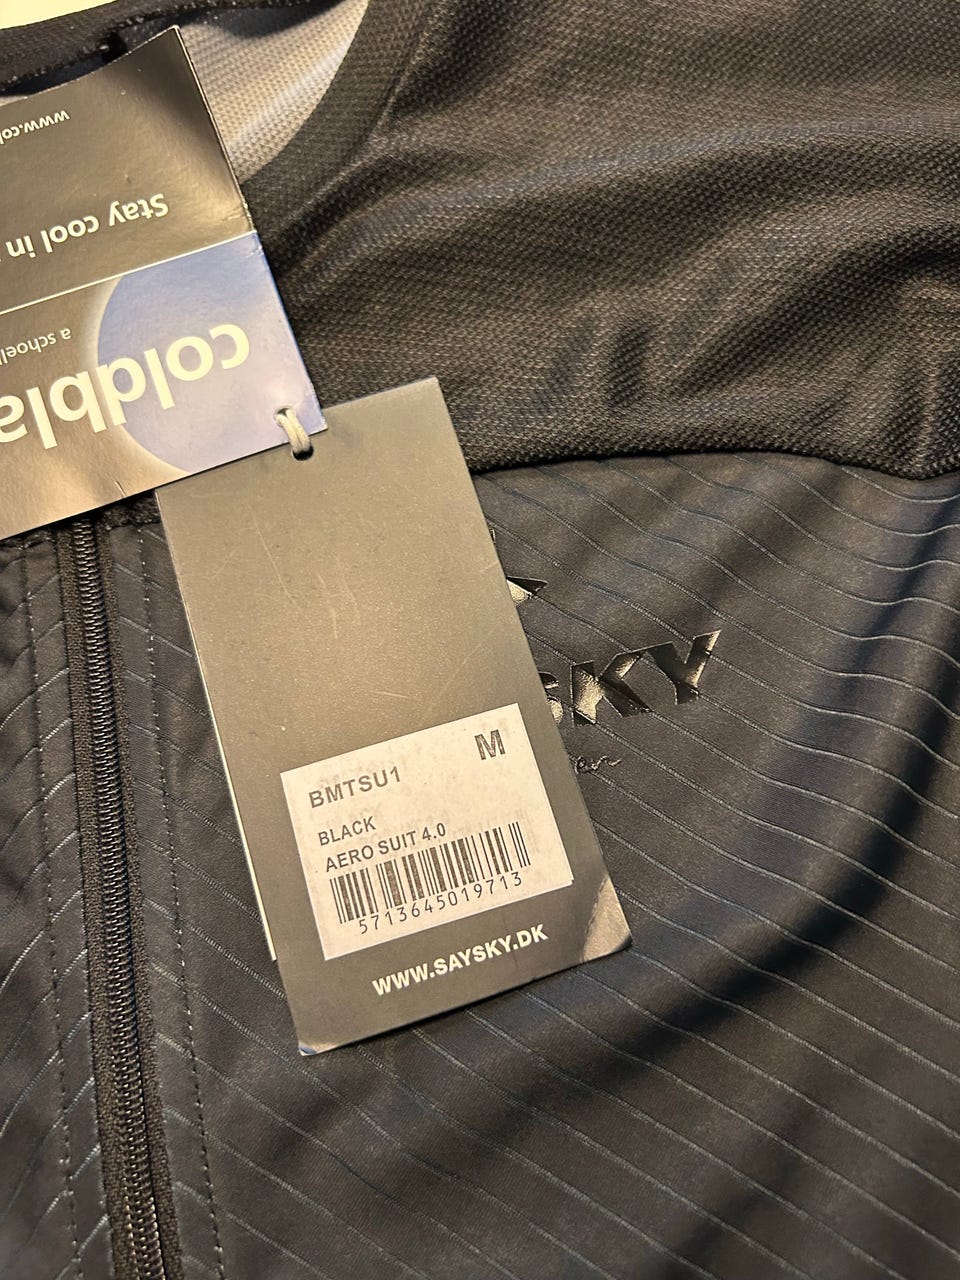 www.
Stay cool in
a schoell
coldbla
SKY
M
BMTSU1
BLACK
AERO SUIT 4.0
5713645019713
WWW.SAYSKY.DK